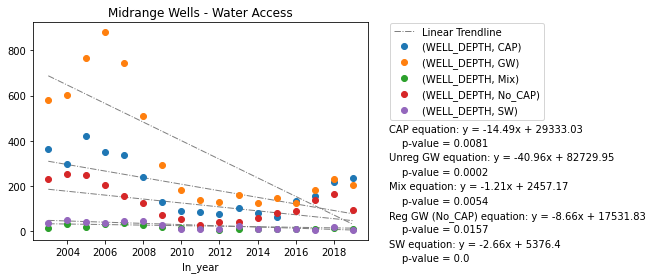 Midrange Wells - Water Access
800
600
400
200
0
2004
2006
2008
2010
2012
2014
2016
2018
In_year
Linear Trendline
(WELL_DEPTH, CAP)
(WELL_DEPTH, GW)
(WELL_DEPTH, Mix)
(WELL_DEPTH, No_CAP)
(WELL_DEPTH, SW)
CAP equation: y = -14.49x + 29333.03
p-value = 0.0081
Unreg GW equation: y = -40.96x + 82729.95
p-value = 0.0002
Mix equation: y = -1.21x + 2457.17
p-value = 0.0054
Reg GW (No_CAP) equation: y = -8.66x + 17531.83
p-value = 0.0157
SW equation: y = -2.66x + 5376.4
p-value = 0.0